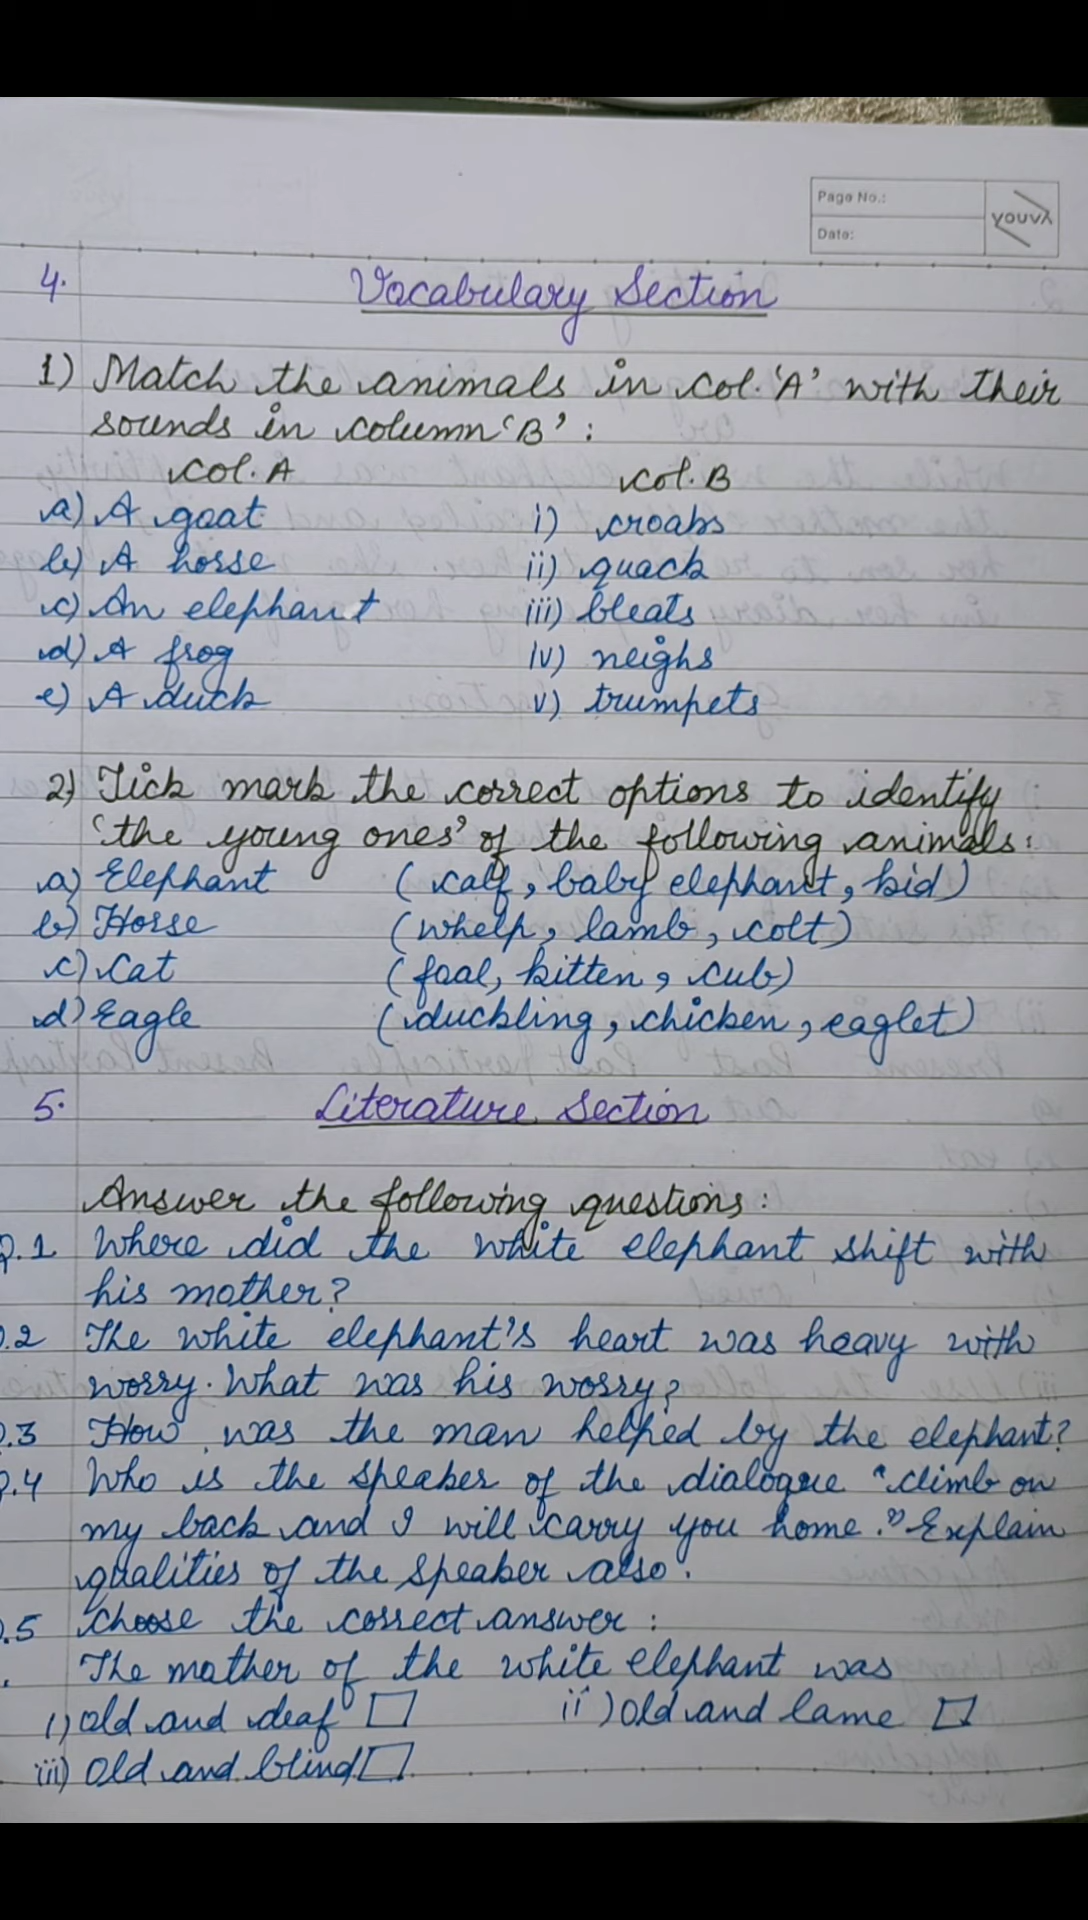 Page No.:
Date:
youvA
4. Vocabulary Section
1) Match the animals in col. 'A' with their
sounds in column 'B' :
col. A col. B
a) A goat i) croaks
b) A horse ii) quack
c) An elephant iii) bleats
d) A frog iv) neighs
e) A duck v) trumpets
2) Tick mark the correct options to identify
'the young ones' of the following animals :
a) Elephant ( calf, baby elephant, kid )
b) Horse ( whelp, lamb, colt )
c) Cat ( foal, kitten, cub )
d) Eagle ( duckling, chicken, eaglet )
5. Literature Section
Answer the following questions :
Q.1 Where did the white elephant shift with
his mother?
Q.2 The white elephant's heart was heavy with
worry. What was his worry?
Q.3 How was the man helped by the elephant?
Q.4 Who is the speaker of the dialogue "climb on
my back and I will carry you home." Explain
qualities of the speaker also.
Q.5 Choose the correct answer :
The mother of the white elephant was
i) old and deaf ii) old and lame
iii) old and blind